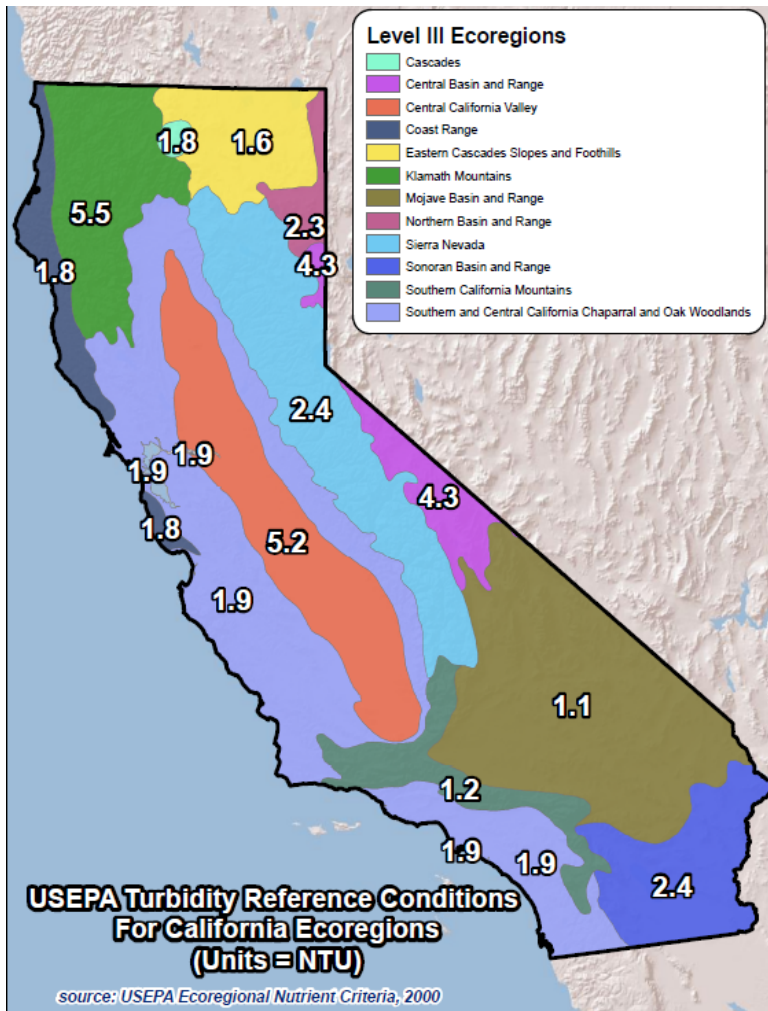 Level III Ecoregions
Cascades
Central Basin and Range
Central California Valley
Coast Range
Eastern Cascades Slopes and Foothills
Klamath Mountains
Mojave Basin and Range
Northern Basin and Range
Sierra Nevada
Sonoran Basin and Range
Southern California Mountains
Southern and Central California Chaparral and Oak Woodlands
1.8
1.6
5.5
2.3
1.8
4.3
2.4
1.9
1.9
4.3
1.8
5.2
1.9
1.1
1.2
1.9
1.9
2.4
USEPA Turbidity Reference Conditions
For California Ecoregions
(Units = NTU)
source: USEPA Ecoregional Nutrient Criteria, 2000